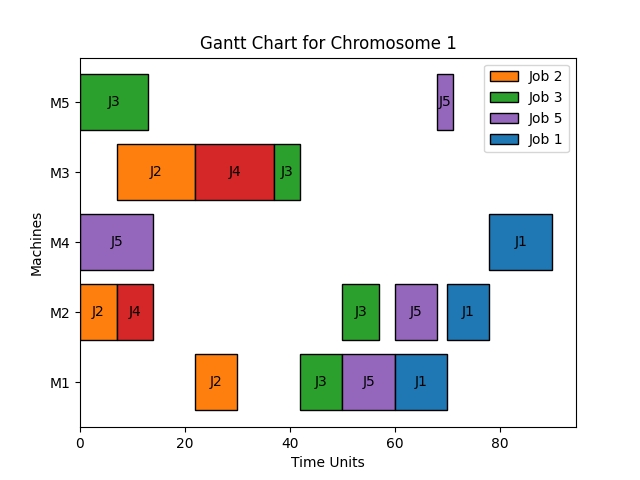 Gantt Chart for Chromosome 1
Job 2
Job 3
Job 5
Job 1
M5
J3
J5
M3
J2
J4
J3
M4
J5
J1
M2
J2
J4
J3
J5
J1
M1
J2
J3
J5
J1
0
20
40
60
80
Time Units
Machines